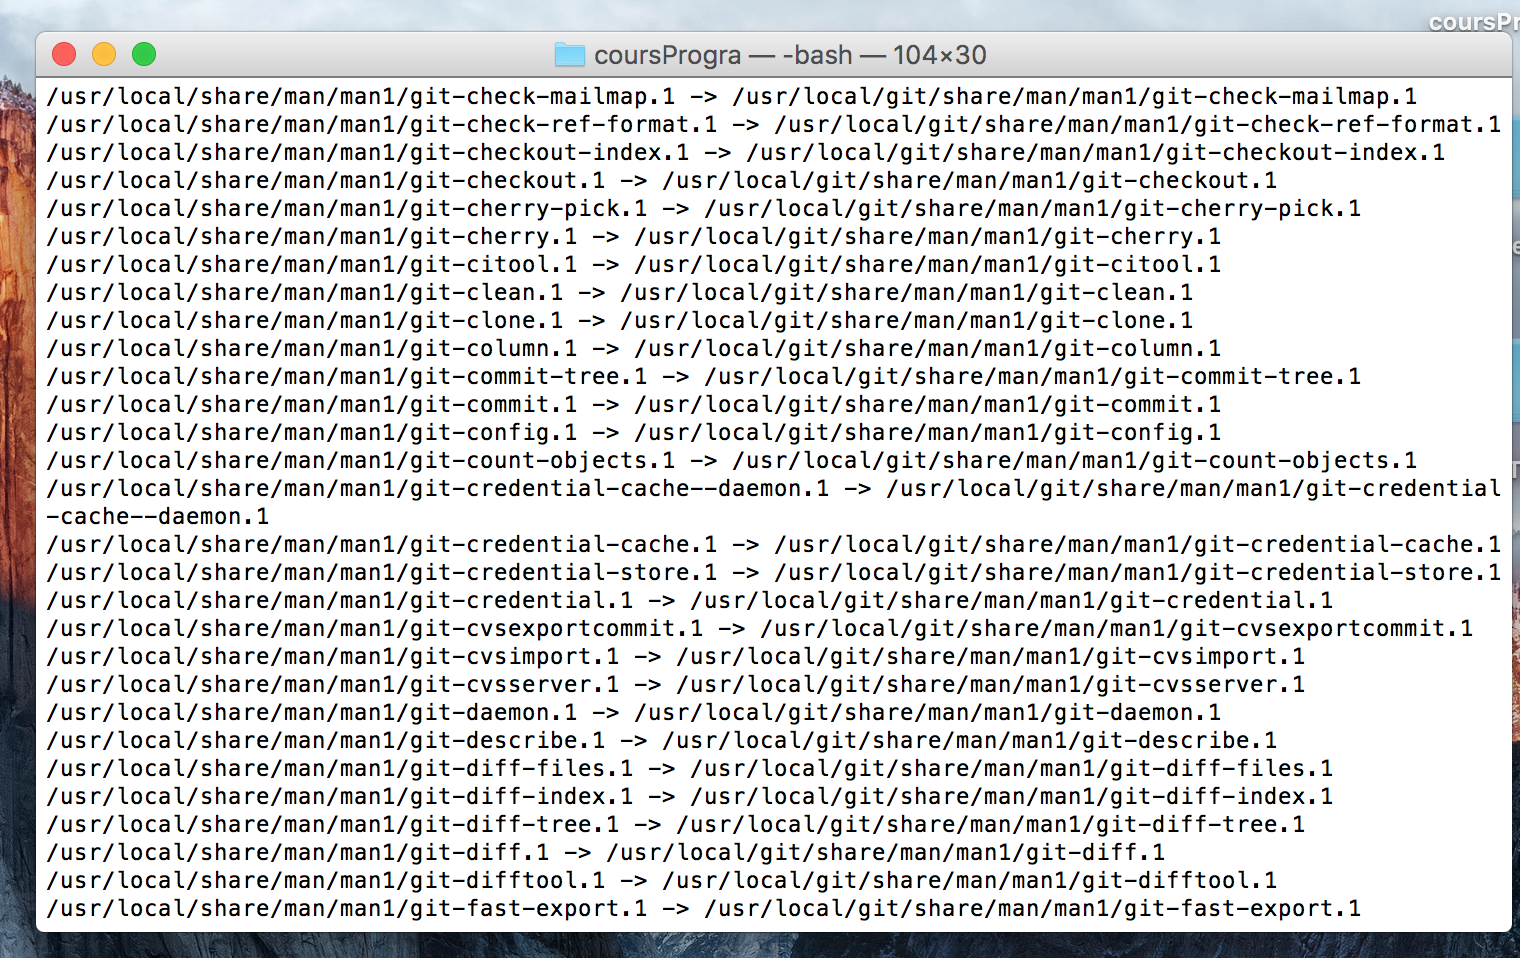 coursPr
coursProgra — -bash — 104×30
/usr/local/share/man/man1/git-check-mailmap.1 -> /usr/local/git/share/man/man1/git-check-mailmap.1
/usr/local/share/man/man1/git-check-ref-format.1 -> /usr/local/git/share/man/man1/git-check-ref-format.1
/usr/local/share/man/man1/git-checkout-index.1 -> /usr/local/git/share/man/man1/git-checkout-index.1
/usr/local/share/man/man1/git-checkout.1 -> /usr/local/git/share/man/man1/git-checkout.1
/usr/local/share/man/man1/git-cherry-pick.1 -> /usr/local/git/share/man/man1/git-cherry-pick.1
/usr/local/share/man/man1/git-cherry.1 -> /usr/local/git/share/man/man1/git-cherry.1
/usr/local/share/man/man1/git-citool.1 -> /usr/local/git/share/man/man1/git-citool.1
/usr/local/share/man/man1/git-clean.1 -> /usr/local/git/share/man/man1/git-clean.1
/usr/local/share/man/man1/git-clone.1 -> /usr/local/git/share/man/man1/git-clone.1
/usr/local/share/man/man1/git-column.1 -> /usr/local/git/share/man/man1/git-column.1
/usr/local/share/man/man1/git-commit-tree.1 -> /usr/local/git/share/man/man1/git-commit-tree.1
/usr/local/share/man/man1/git-commit.1 -> /usr/local/git/share/man/man1/git-commit.1
/usr/local/share/man/man1/git-config.1 -> /usr/local/git/share/man/man1/git-config.1
/usr/local/share/man/man1/git-count-objects.1 -> /usr/local/git/share/man/man1/git-count-objects.1
/usr/local/share/man/man1/git-credential-cache--daemon.1 -> /usr/local/git/share/man/man1/git-credential
-cache--daemon.1
/usr/local/share/man/man1/git-credential-cache.1 -> /usr/local/git/share/man/man1/git-credential-cache.1
/usr/local/share/man/man1/git-credential-store.1 -> /usr/local/git/share/man/man1/git-credential-store.1
/usr/local/share/man/man1/git-credential.1 -> /usr/local/git/share/man/man1/git-credential.1
/usr/local/share/man/man1/git-cvsexportcommit.1 -> /usr/local/git/share/man/man1/git-cvsexportcommit.1
/usr/local/share/man/man1/git-cvsimport.1 -> /usr/local/git/share/man/man1/git-cvsimport.1
/usr/local/share/man/man1/git-cvsserver.1 -> /usr/local/git/share/man/man1/git-cvsserver.1
/usr/local/share/man/man1/git-daemon.1 -> /usr/local/git/share/man/man1/git-daemon.1
/usr/local/share/man/man1/git-describe.1 -> /usr/local/git/share/man/man1/git-describe.1
/usr/local/share/man/man1/git-diff-files.1 -> /usr/local/git/share/man/man1/git-diff-files.1
/usr/local/share/man/man1/git-diff-index.1 -> /usr/local/git/share/man/man1/git-diff-index.1
/usr/local/share/man/man1/git-diff-tree.1 -> /usr/local/git/share/man/man1/git-diff-tree.1
/usr/local/share/man/man1/git-diff.1 -> /usr/local/git/share/man/man1/git-diff.1
/usr/local/share/man/man1/git-difftool.1 -> /usr/local/git/share/man/man1/git-difftool.1
/usr/local/share/man/man1/git-fast-export.1 -> /usr/local/git/share/man/man1/git-fast-export.1